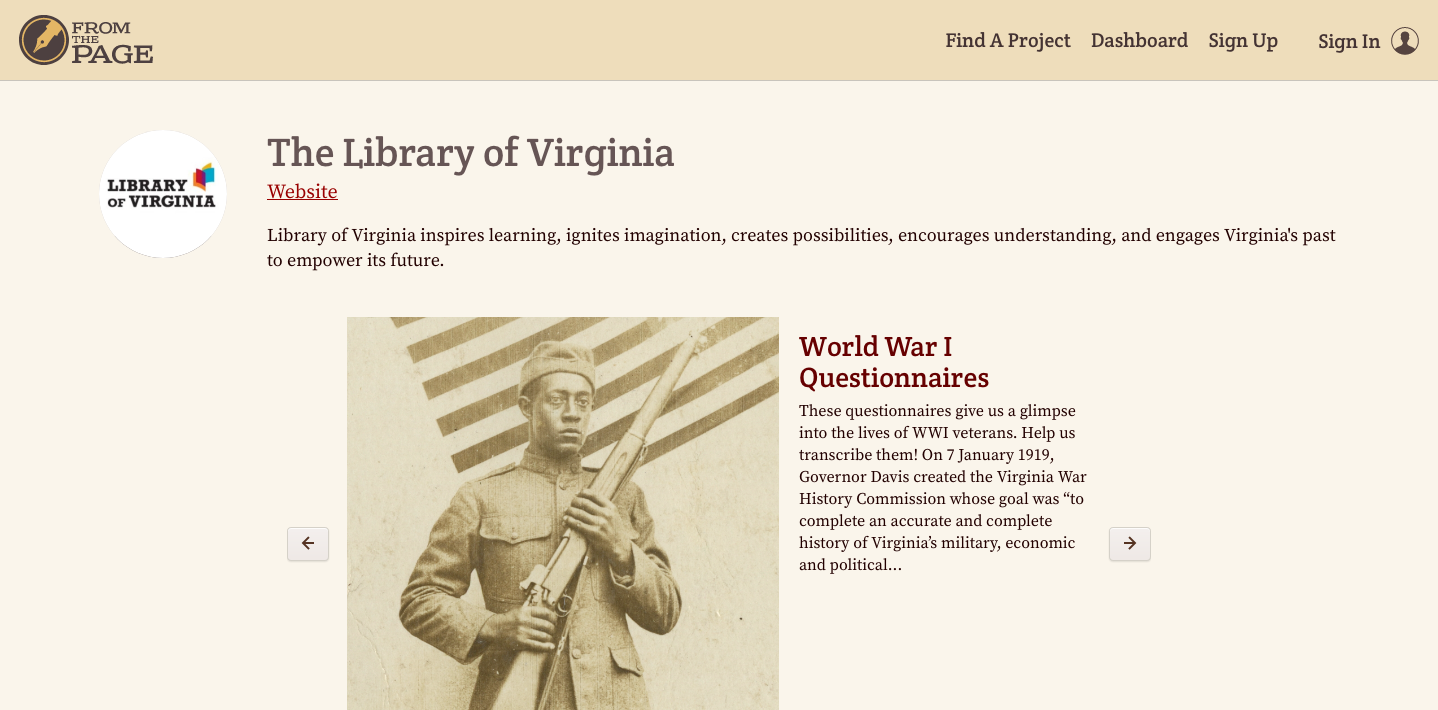 FROM
THE
PAGE
Find A Project
Dashboard
Sign Up
Sign In
LIBRARY
OF VIRGINIA
The Library of Virginia
Website
Library of Virginia inspires learning, ignites imagination, creates possibilities, encourages understanding, and engages Virginia's past
to empower its future.
World War I
Questionnaires
These questionnaires give us a glimpse
into the lives of WWI veterans. Help us
transcribe them! On 7 January 1919,
Governor Davis created the Virginia War
History Commission whose goal was “to
complete an accurate and complete
history of Virginia’s military, economic
and political…